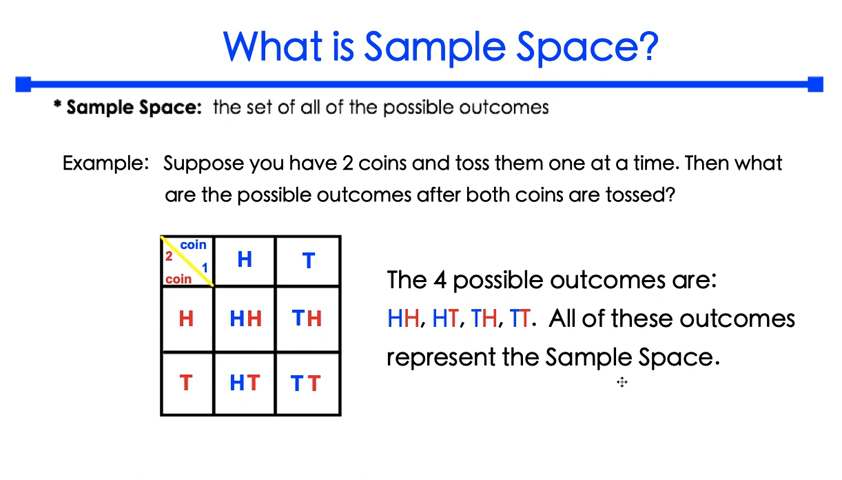 What is Sample Space?
* Sample Space: the set of all of the possible outcomes
Example: Suppose you have 2 coins and toss them one at a time. Then what
are the possible outcomes after both coins are tossed?
coin 1
2 coin
H T
H HH TH
T HT TT
The 4 possible outcomes are:
HH, HT, TH, TT. All of these outcomes
represent the Sample Space.